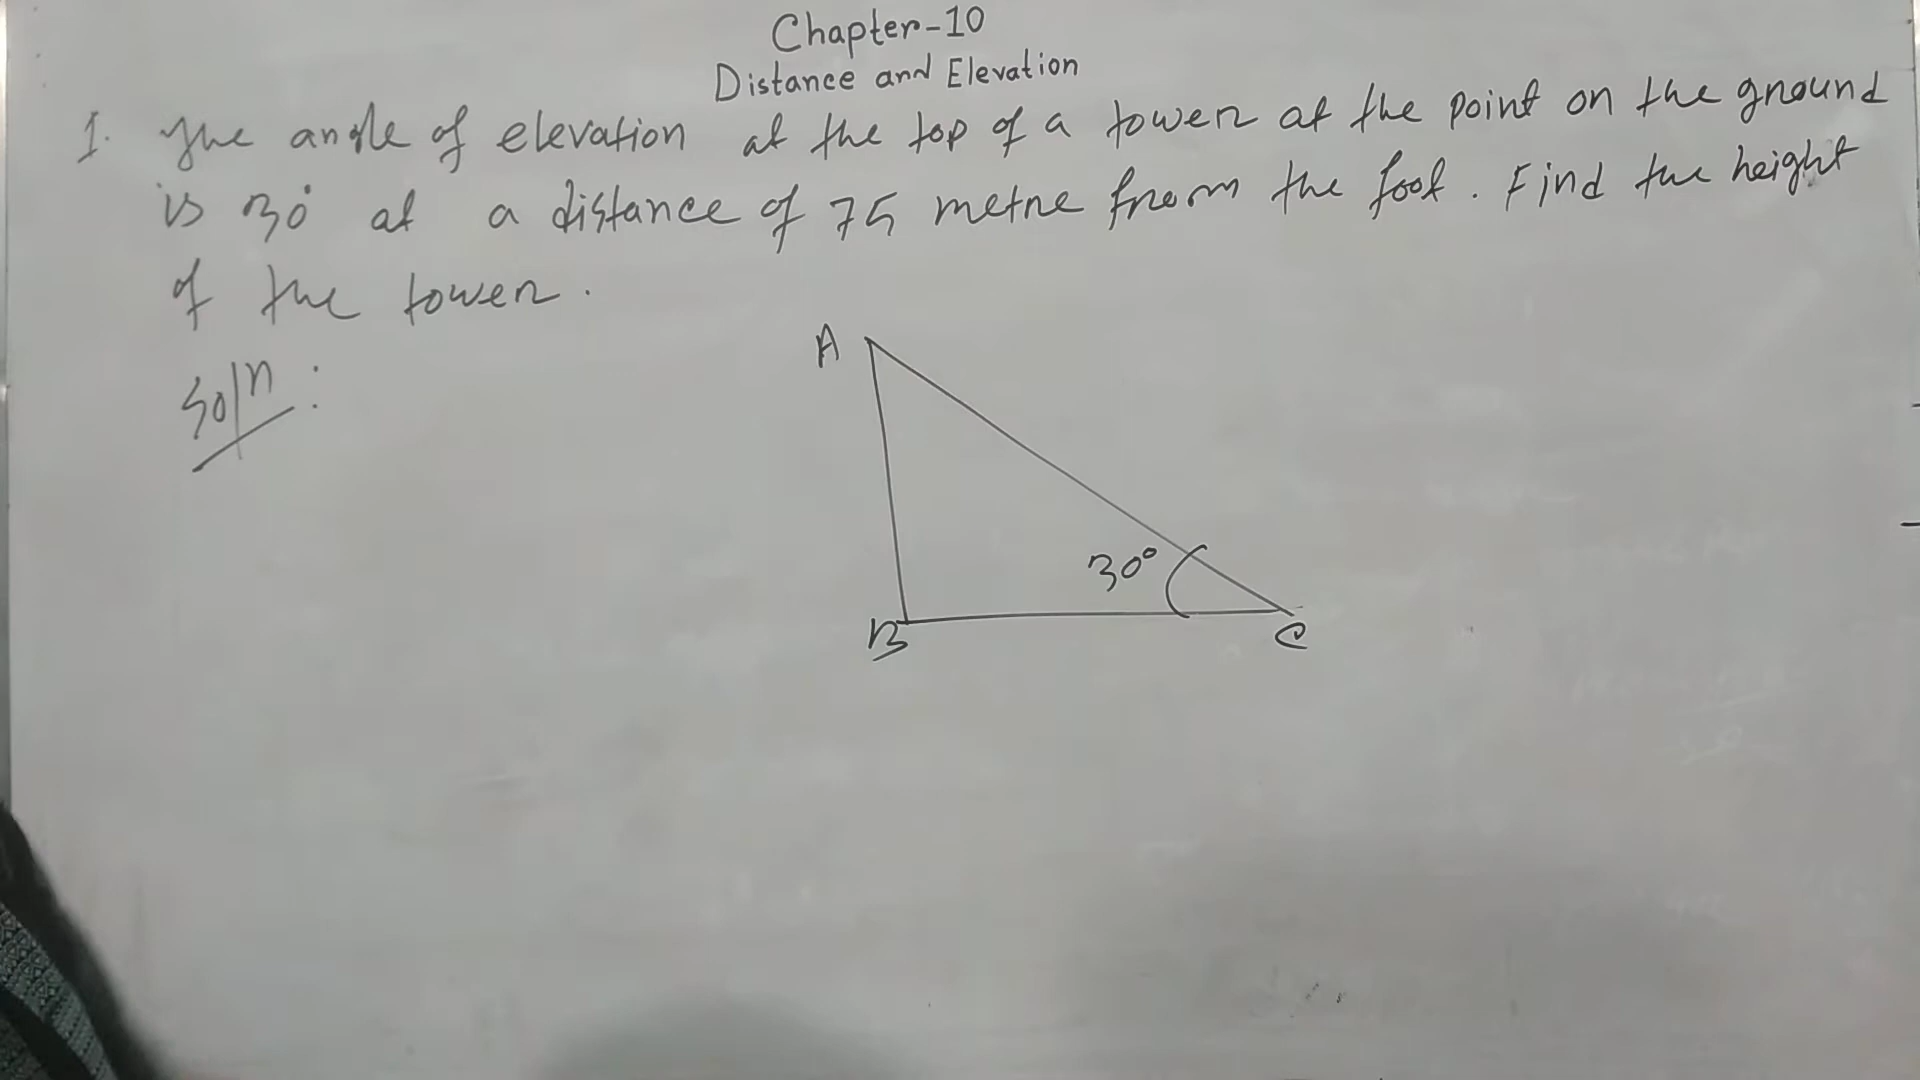 Chapter-10
Distance and Elevation
1. The angle of elevation at the top of a tower at the point on the ground
is 30° at a distance of 75 metre from the foot. Find the height
of the tower.
Soln:
A
30°
B
C